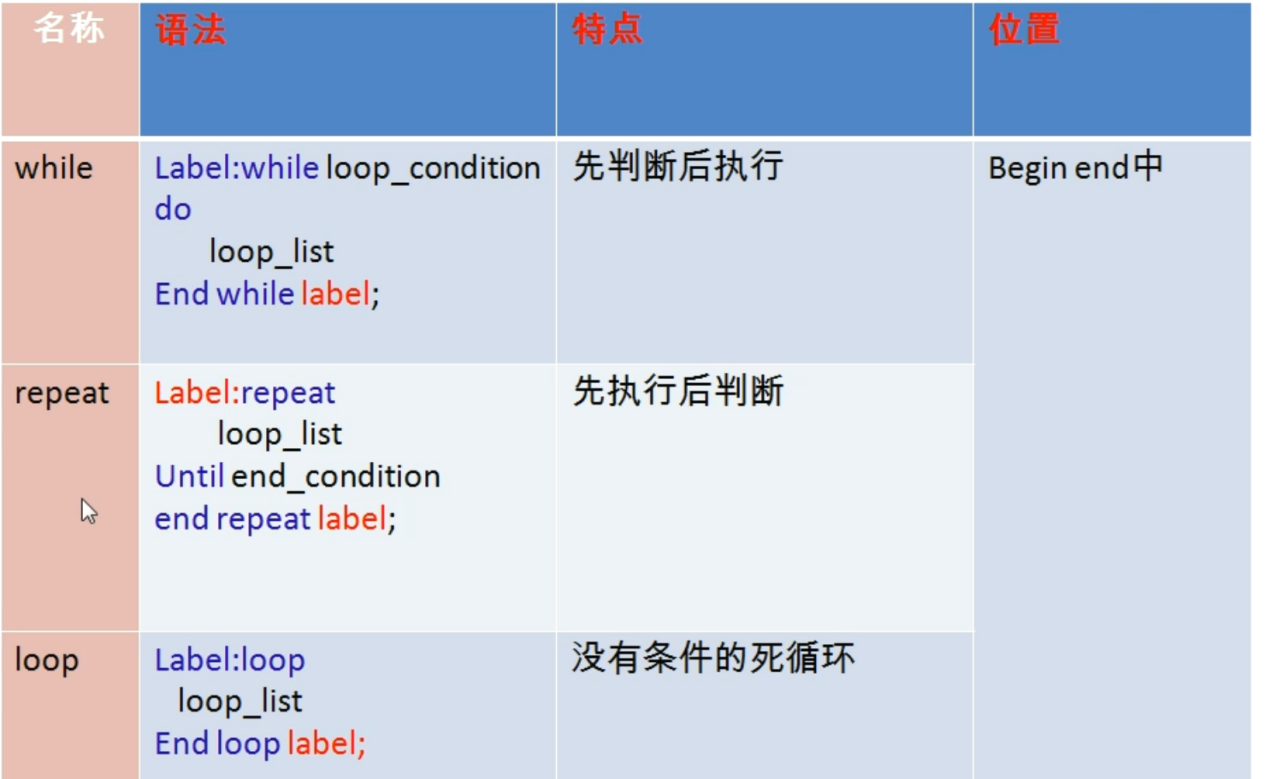 名称 语法 特点 位置
while Label:while loop_condition 先判断后执行 Begin end中
do
loop_list
End while label;
repeat Label:repeat 先执行后判断
loop_list
Until end_condition
end repeat label;
loop Label:loop 没有条件的死循环
loop_list
End loop label;